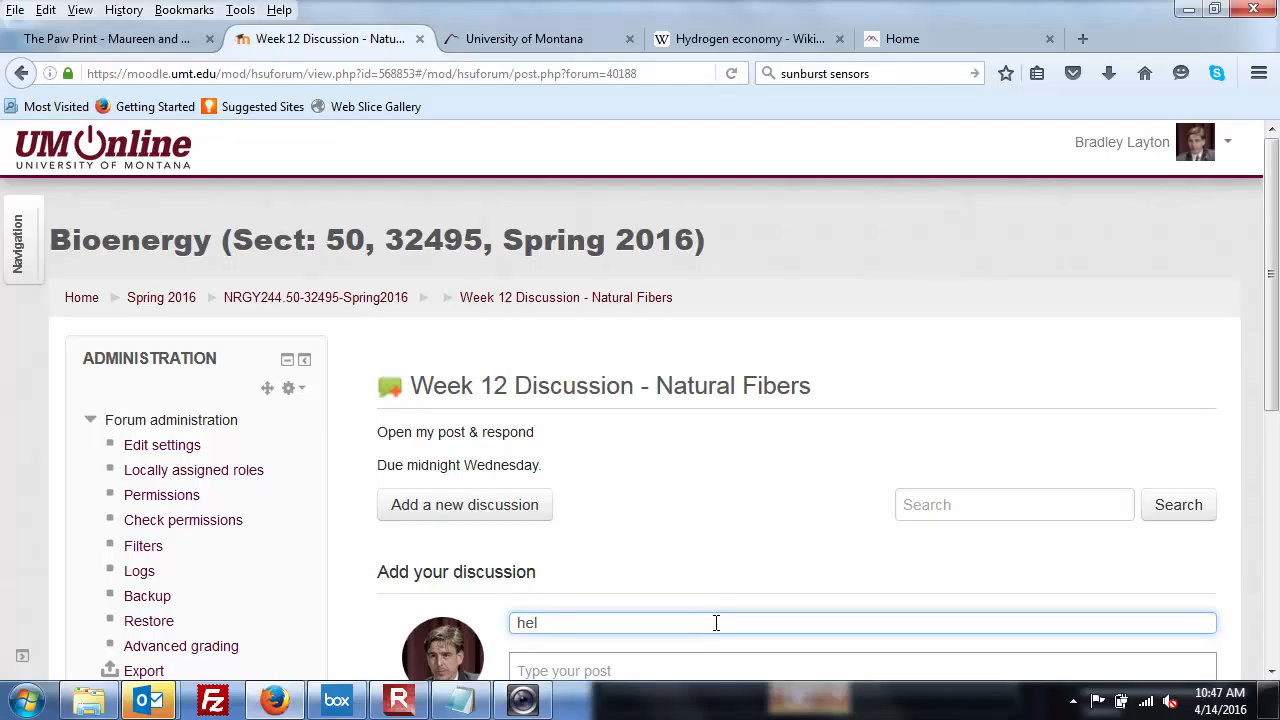 File Edit View History Bookmarks Tools Help
The Paw Print - Maureen and ... Week 12 Discussion - Natu... University of Montana Hydrogen economy - Wiki... Home
https://moodle.umt.edu/mod/hsuforum/view.php?id=568853#/mod/hsuforum/post.php?forum=40188 sunburst sensors
Most Visited Getting Started Suggested Sites Web Slice Gallery
UM Online
UNIVERSITY OF MONTANA
Bradley Layton
Navigation
Bioenergy (Sect: 50, 32495, Spring 2016)
Home Spring 2016 NRGY244.50-32495-Spring2016 Week 12 Discussion - Natural Fibers
ADMINISTRATION
Forum administration
Edit settings
Locally assigned roles
Permissions
Check permissions
Filters
Logs
Backup
Restore
Advanced grading
Export
Week 12 Discussion - Natural Fibers
Open my post & respond
Due midnight Wednesday.
Add a new discussion Search Search
Add your discussion
hel
Type your post
box
10:47 AM
4/14/2016